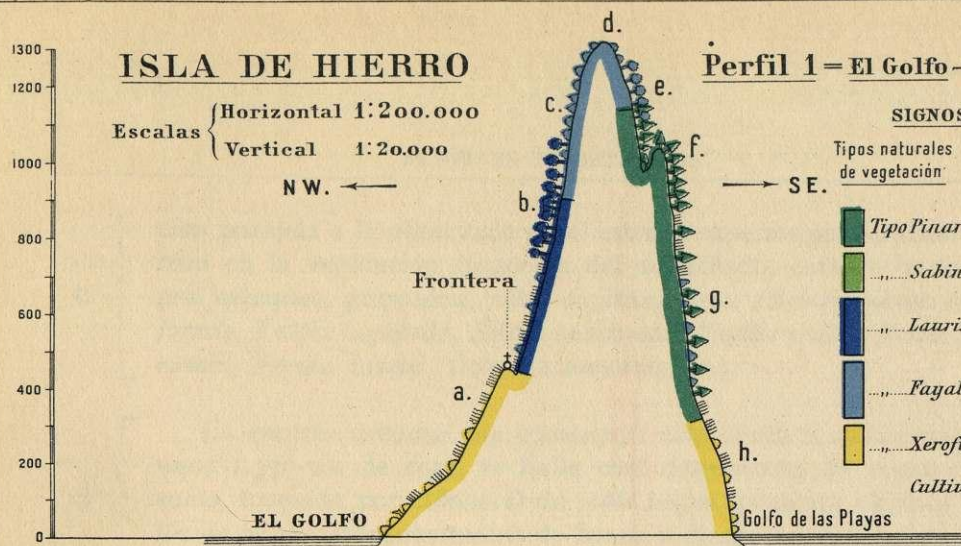 ISLA DE HIERRO
Escalas
Horizontal 1:200.000
Vertical 1:20.000
NW.
Perfil 1 = El Golfo -
SIGNOS
Tipos naturales
de vegetación
Tipo Pinar
" Sabin
" Lauri
" Fayal
" Xerofi
Cultiv
SE.
1300
1200
1000
800
600
400
200
0
a.
b.
c.
d.
e.
f.
g.
h.
Frontera
EL GOLFO
Golfo de las Playas